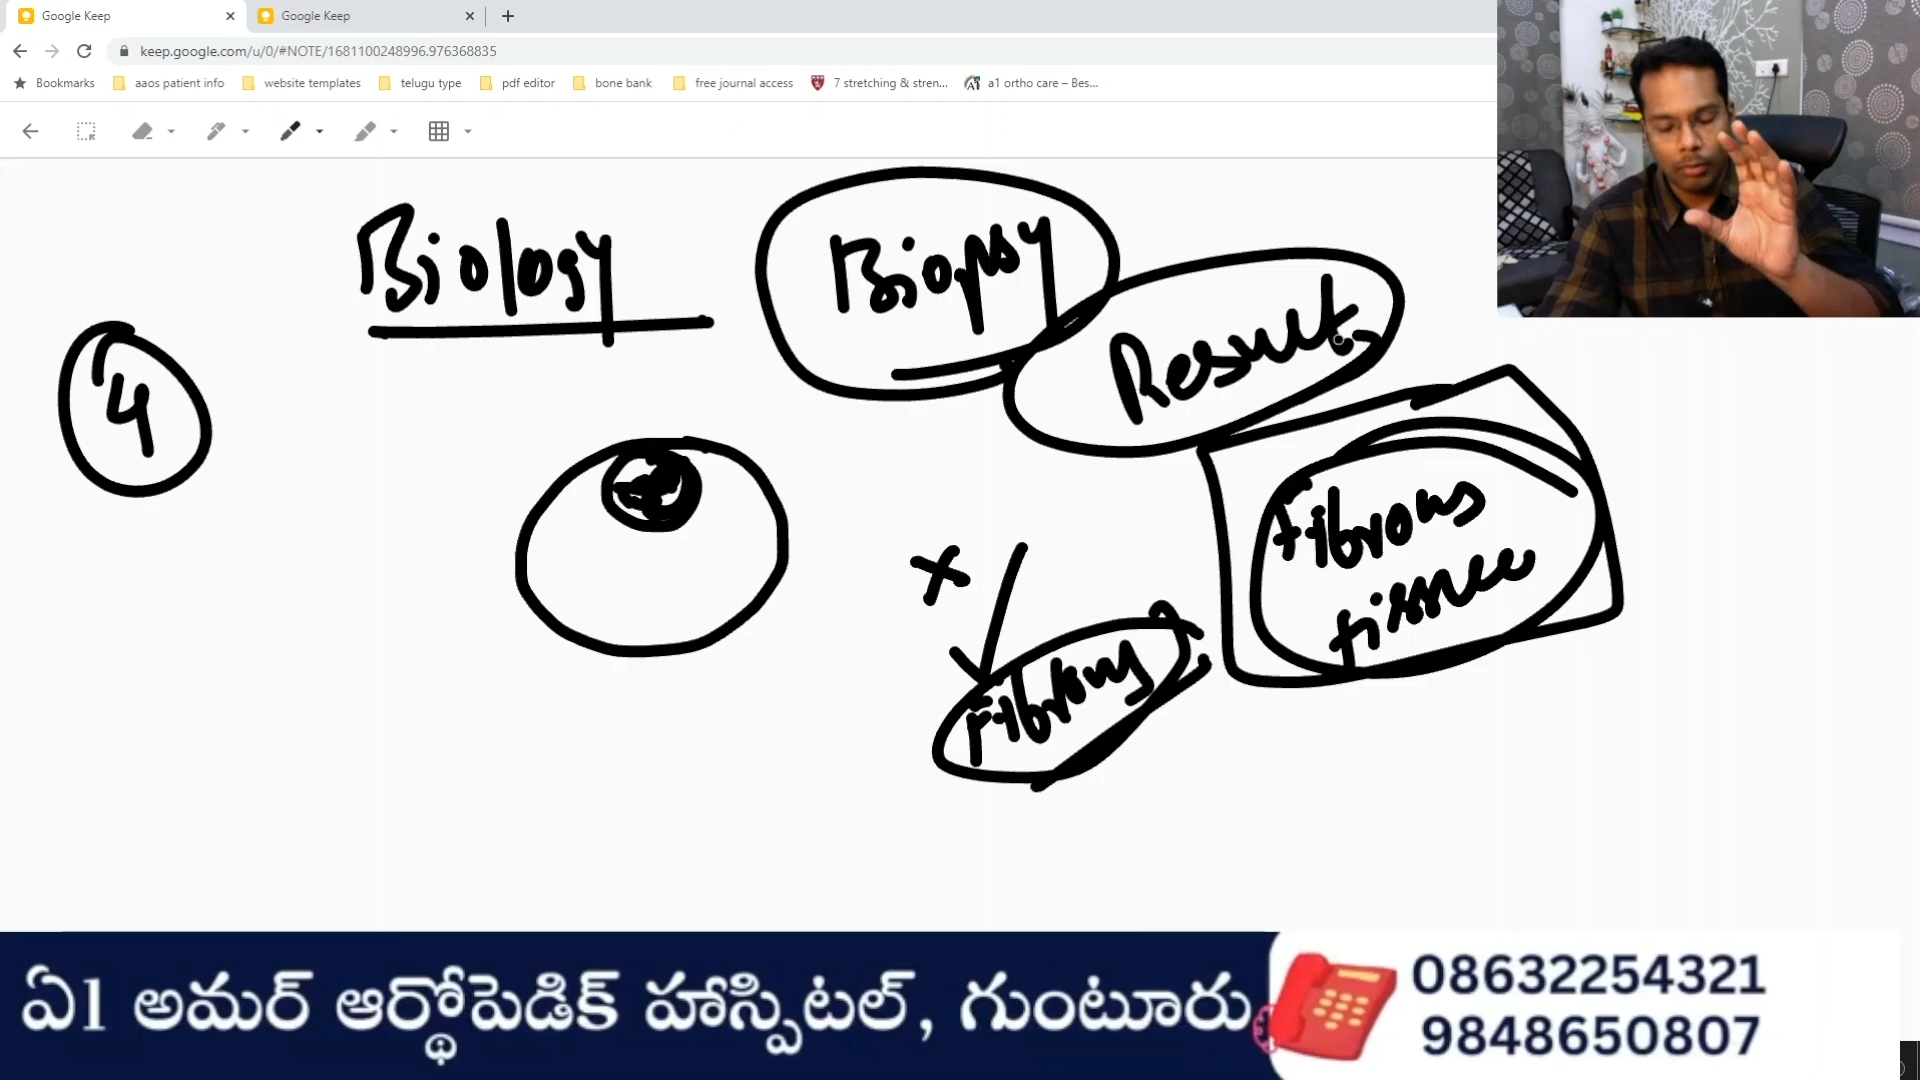 Google Keep
Google Keep
keep.google.com/u/0/#NOTE/1681100248996.976368835
Bookmarks
aaos patient info
website templates
telugu type
pdf editor
bone bank
free journal access
7 stretching & stren...
a1 ortho care – Bes...
Biology
Biopsy
Results
4
Fibrous
tissue
x
Fibrous
ఏ1 అమర్ ఆర్థోపెడిక్ హాస్పిటల్, గుంటూరు
08632254321
9848650807